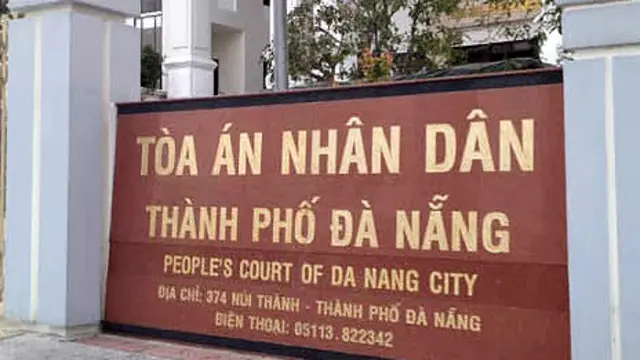 TÒA ÁN NHÂN DÂN
THÀNH PHỐ ĐÀ NẴNG
PEOPLE'S COURT OF DA NANG CITY
ĐỊA CHỈ: 374 NÚI THÀNH - THÀNH PHỐ ĐÀ NẴNG
ĐIỆN THOẠI: 05113.822342